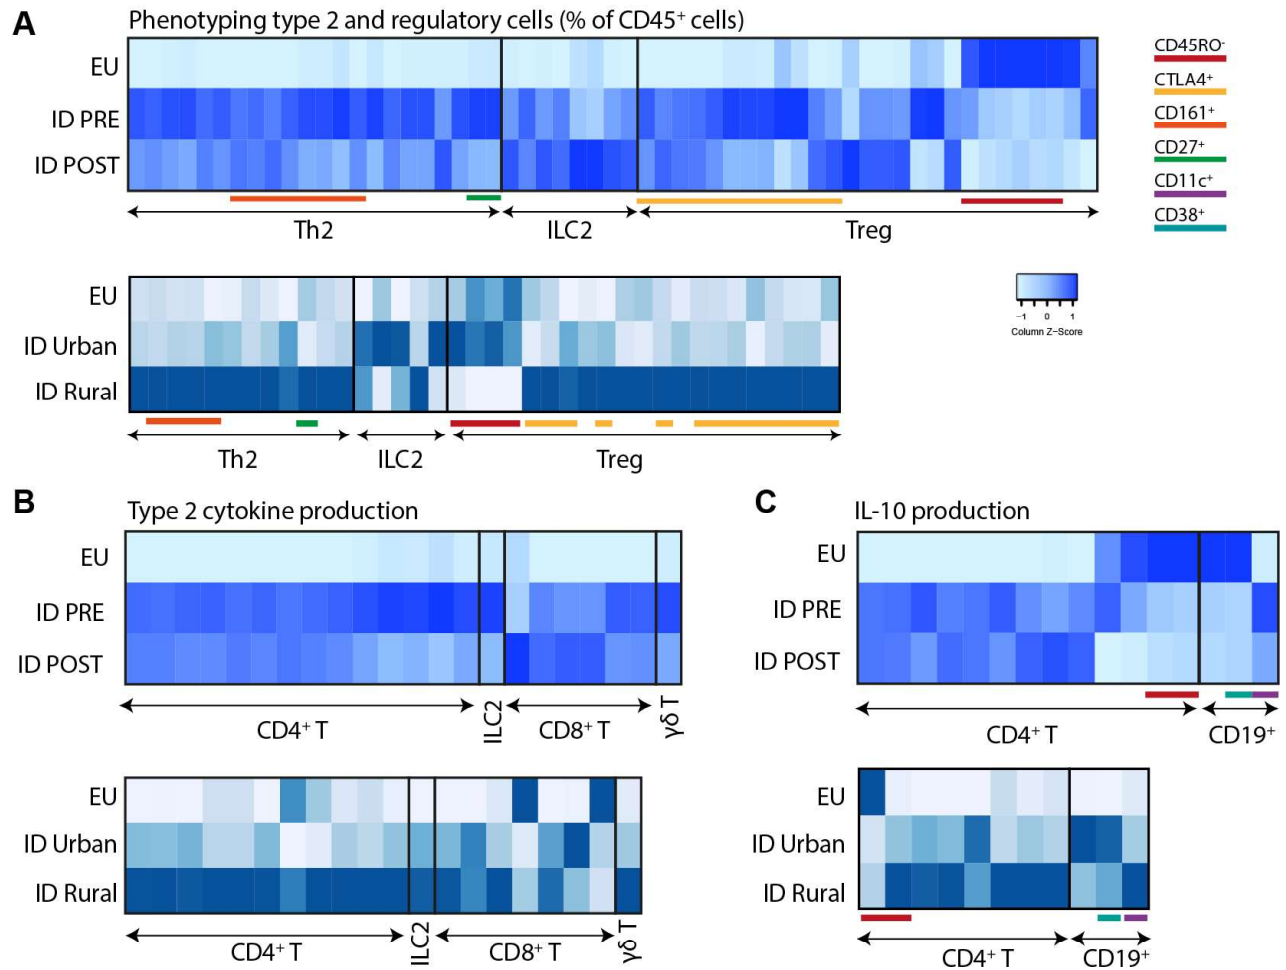 A
Phenotyping type 2 and regulatory cells (% of CD45⁺ cells)
EU
ID PRE
ID POST
Th2
ILC2
Treg
CD45RO⁻
CTLA4⁺
CD161⁺
CD27⁺
CD11c⁺
CD38⁺
EU
ID Urban
ID Rural
Th2
ILC2
Treg
−1 0 1
Column Z−Score
B
Type 2 cytokine production
EU
ID PRE
ID POST
CD4⁺ T
ILC2
CD8⁺ T
γδ T
EU
ID Urban
ID Rural
CD4⁺ T
ILC2
CD8⁺ T
γδ T
C
IL-10 production
EU
ID PRE
ID POST
CD4⁺ T
CD19⁺
EU
ID Urban
ID Rural
CD4⁺ T
CD19⁺